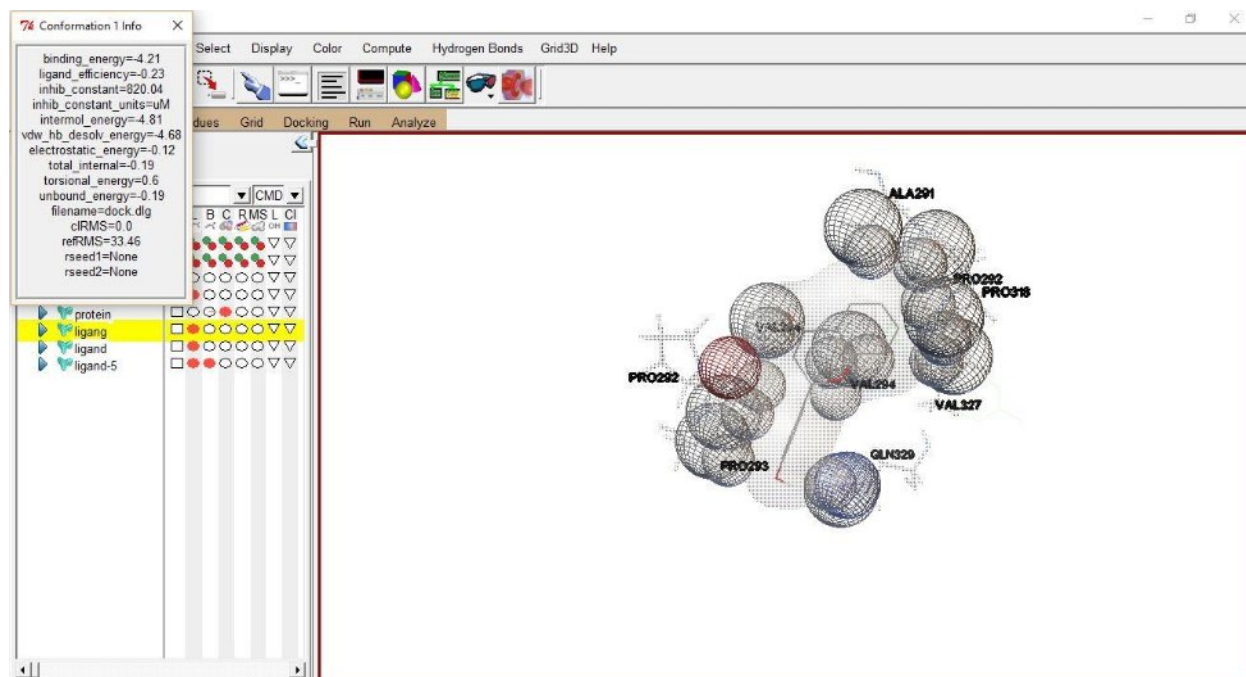 Conformation 1 Info
binding_energy=-4.21
ligand_efficiency=-0.23
inhib_constant=820.04
inhib_constant_units=uM
intermol_energy=-4.81
vdw_hb_desolv_energy=-4.68
electrostatic_energy=-0.12
total_internal=-0.19
torsional_energy=0.6
unbound_energy=-0.19
filename=dock.dlg
clRMS=0.0
refRMS=33.46
rseed1=None
rseed2=None
Select Display Color Compute Hydrogen Bonds Grid3D Help
dues Grid Docking Run Analyze
CMD
L B C R MS L Cl
protein
ligang
ligand
ligand-5
ALA291
PRO292
PRO318
VAL294
PRO292
VAL327
GLN329
PRO293